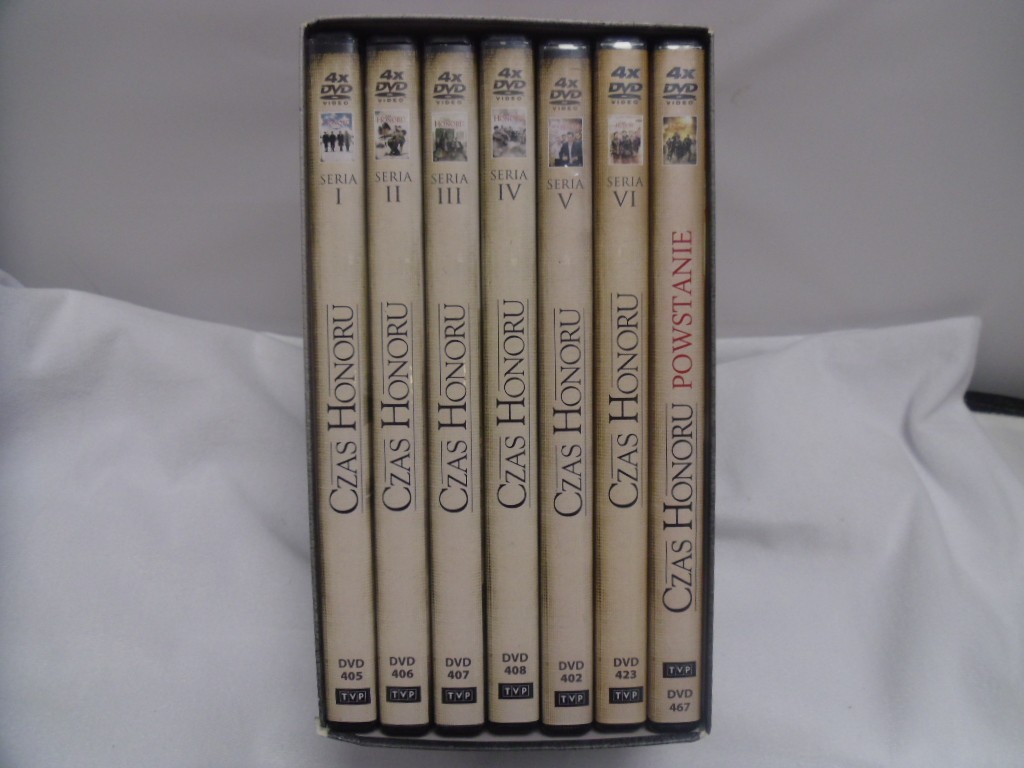 4X
DVD
VIDEO
SERIA
I
CZAS HONORU
DVD
405
TVP
4X
DVD
VIDEO
SERIA
II
CZAS HONORU
DVD
406
TVP
4X
DVD
VIDEO
HONORU
SERIA
III
CZAS HONORU
DVD
407
TVP
4X
DVD
VIDEO
SERIA
IV
CZAS HONORU
DVD
408
TVP
4X
DVD
VIDEO
SERIA
V
CZAS HONORU
DVD
402
TVP
4X
DVD
VIDEO
SERIA
VI
CZAS HONORU
DVD
423
TVP
4X
DVD
VIDEO
CZAS HONORU POWSTANIE
TVP
DVD
467